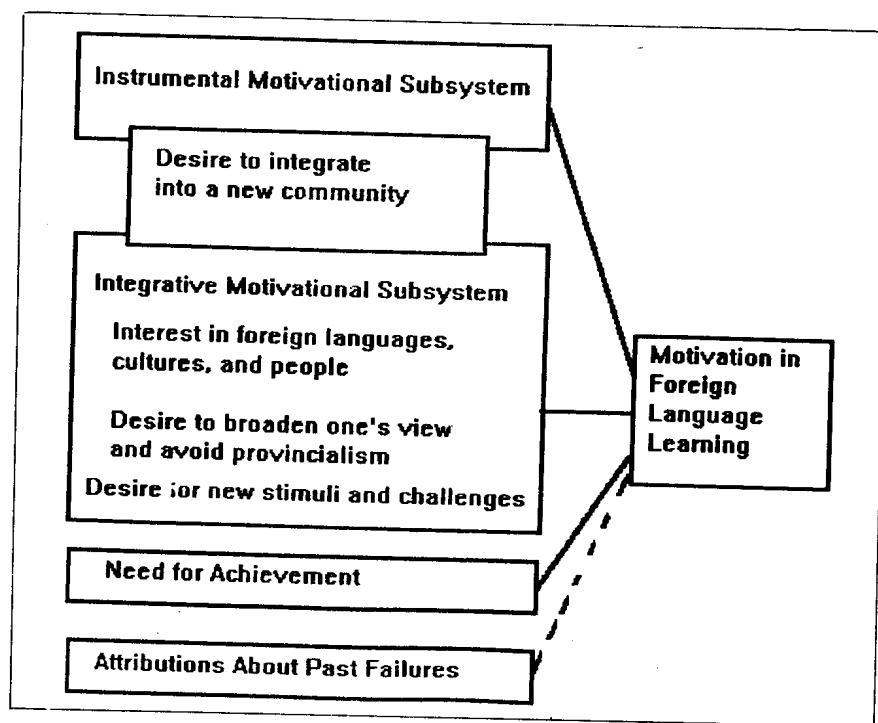 Instrumental Motivational Subsystem
Desire to integrate
into a new community
Integrative Motivational Subsystem
Interest in foreign languages,
cultures, and people
Desire to broaden one's view
and avoid provincialism
Desire for new stimuli and challenges
Need for Achievement
Attributions About Past Failures
Motivation in
Foreign
Language
Learning